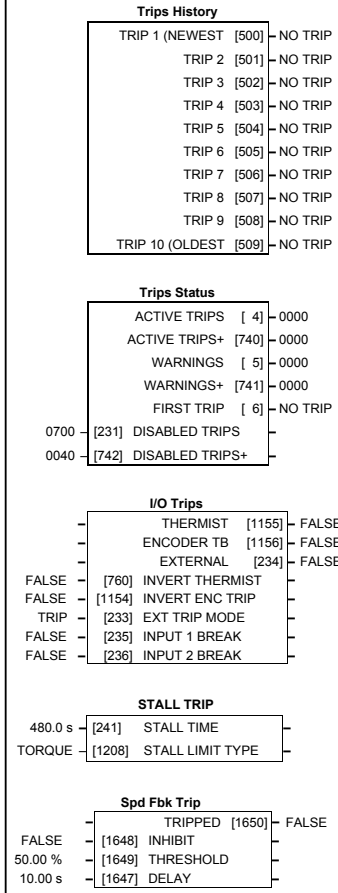 Trips History
TRIP 1 (NEWEST [500] NO TRIP
TRIP 2 [501] NO TRIP
TRIP 3 [502] NO TRIP
TRIP 4 [503] NO TRIP
TRIP 5 [504] NO TRIP
TRIP 6 [505] NO TRIP
TRIP 7 [506] NO TRIP
TRIP 8 [507] NO TRIP
TRIP 9 [508] NO TRIP
TRIP 10 (OLDEST [509] NO TRIP
Trips Status
ACTIVE TRIPS [ 4] 0000
ACTIVE TRIPS+ [740] 0000
WARNINGS [ 5] 0000
WARNINGS+ [741] 0000
FIRST TRIP [ 6] NO TRIP
0700 [231] DISABLED TRIPS
0040 [742] DISABLED TRIPS+
I/O Trips
THERMIST [1155] FALSE
ENCODER TB [1156] FALSE
EXTERNAL [234] FALSE
FALSE [760] INVERT THERMIST
FALSE [1154] INVERT ENC TRIP
TRIP [233] EXT TRIP MODE
FALSE [235] INPUT 1 BREAK
FALSE [236] INPUT 2 BREAK
STALL TRIP
480.0 s [241] STALL TIME
TORQUE [1208] STALL LIMIT TYPE
Spd Fbk Trip
TRIPPED [1650] FALSE
FALSE [1648] INHIBIT
50.00 % [1649] THRESHOLD
10.00 s [1647] DELAY